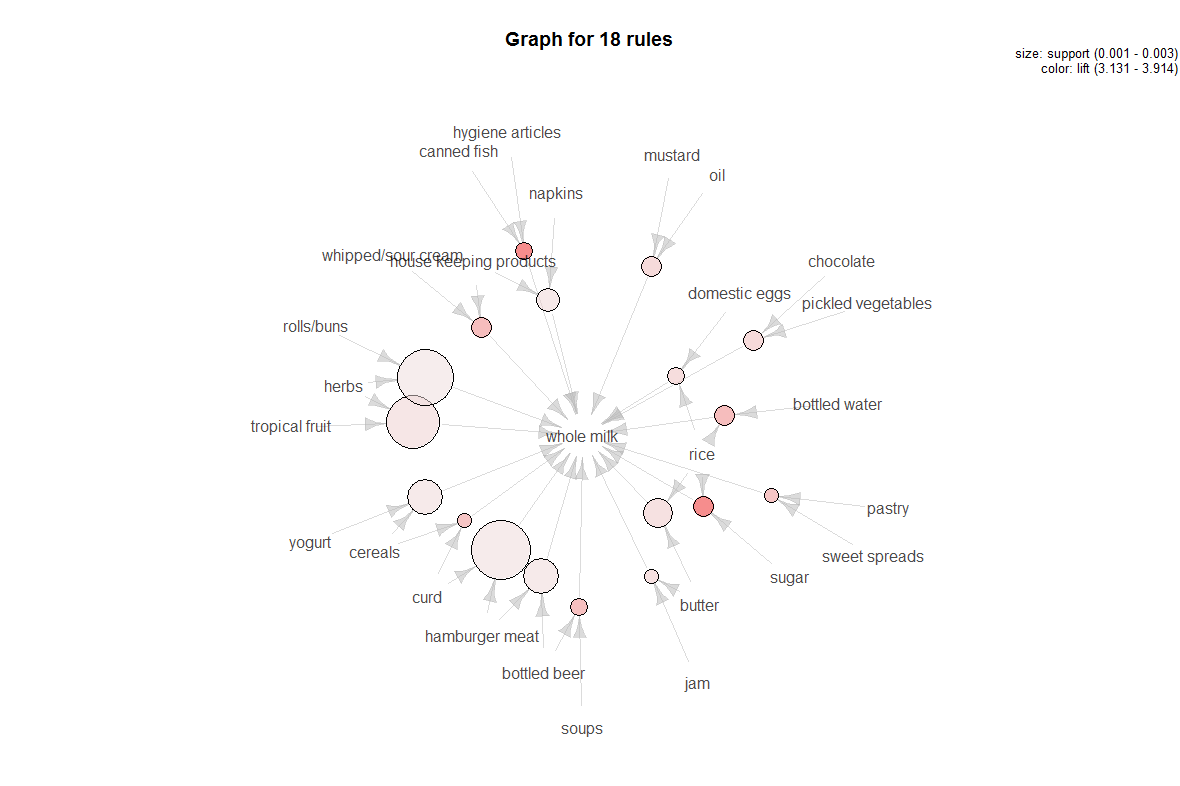 Graph for 18 rules
size: support (0.001 - 0.003)
color: lift (3.131 - 3.914)
hygiene articles
canned fish
mustard
oil
napkins
whipped/sour cream
house keeping products
chocolate
domestic eggs
pickled vegetables
rolls/buns
herbs
bottled water
tropical fruit
whole milk
rice
pastry
yogurt
cereals
sweet spreads
sugar
curd
butter
hamburger meat
bottled beer
jam
soups